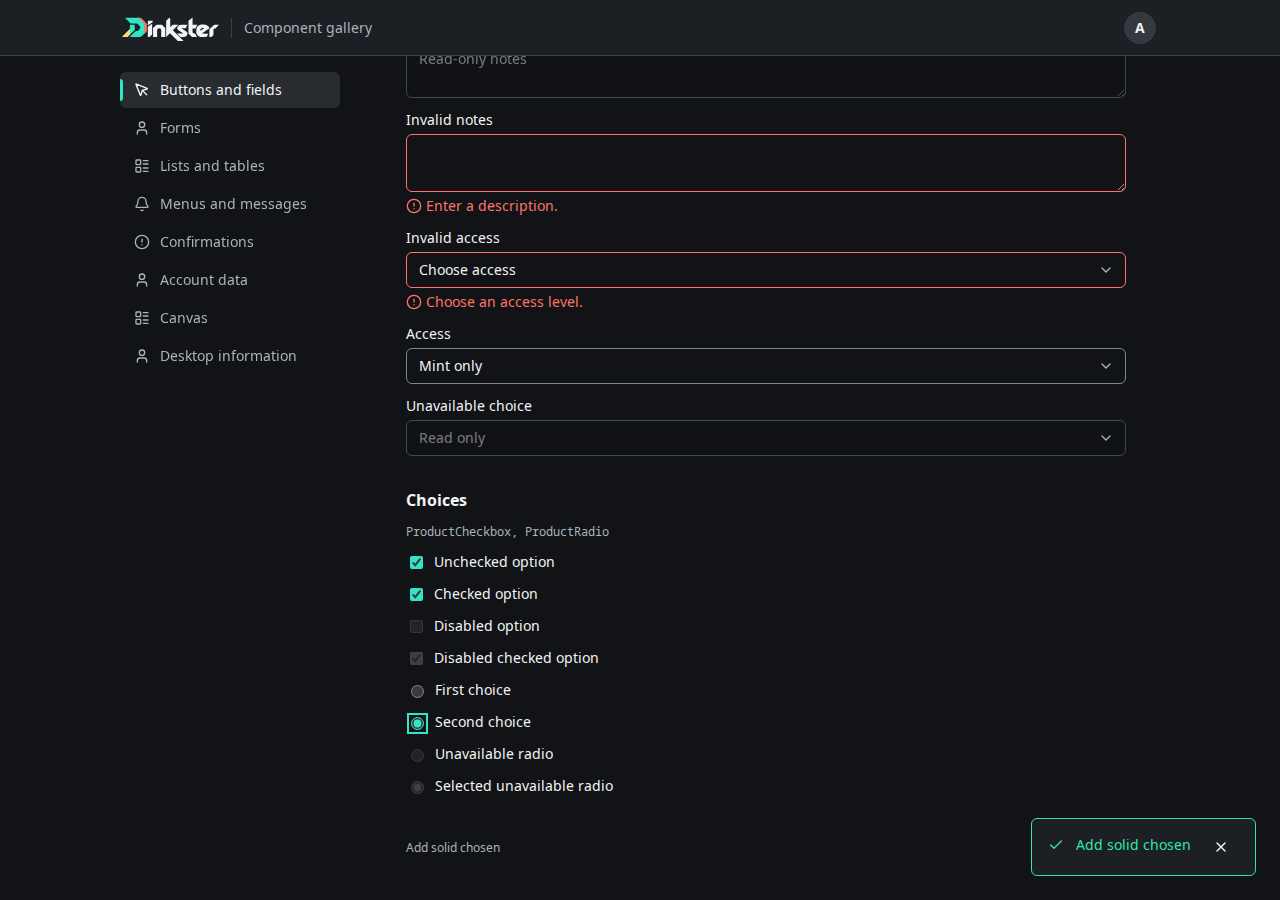 Dinkster
Component gallery
A
Buttons and fields
Forms
Lists and tables
Menus and messages
Confirmations
Account data
Canvas
Desktop information
Read-only notes
Invalid notes
Enter a description.
Invalid access
Choose access
Choose an access level.
Access
Mint only
Unavailable choice
Read only
Choices
ProductCheckbox, ProductRadio
Unchecked option
Checked option
Disabled option
Disabled checked option
First choice
Second choice
Unavailable radio
Selected unavailable radio
Add solid chosen
Add solid chosen